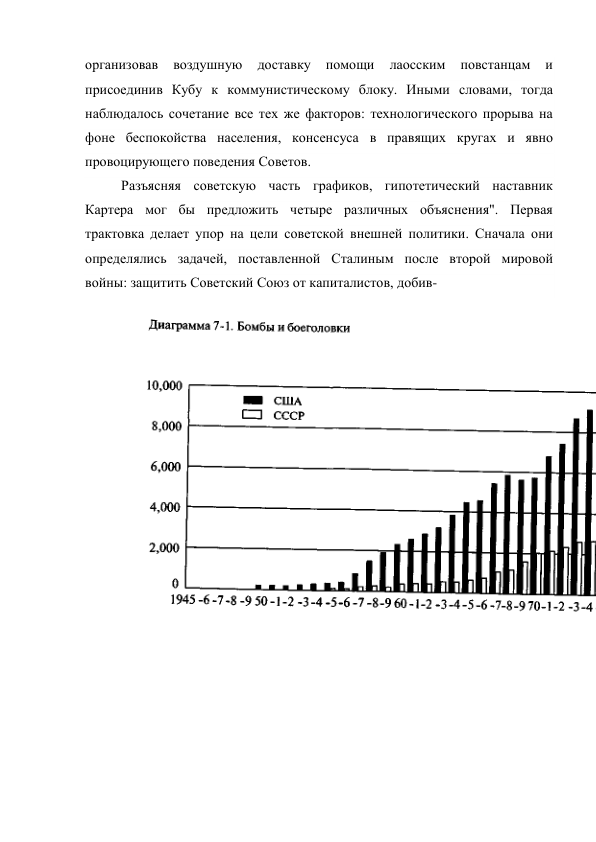 организовав воздушную доставку помощи лаосским повстанцам и
присоединив Кубу к коммунистическому блоку. Иными словами, тогда
наблюдалось сочетание все тех же факторов: технологического прорыва на
фоне беспокойства населения, консенсуса в правящих кругах и явно
провоцирующего поведения Советов.
Разъясняя советскую часть графиков, гипотетический наставник
Картера мог бы предложить четыре различных объяснения". Первая
трактовка делает упор на цели советской внешней политики. Сначала они
определялись задачей, поставленной Сталиным после второй мировой
войны: защитить Советский Союз от капиталистов, добив-
Диаграмма 7-1. Бомбы и боеголовки
10,000
США
СССР
8,000
6,000
4,000
2,000
0
1945 -6 -7 -8 -9 50 -1 -2 -3 -4 -5 -6 -7 -8 -9 60 -1 -2 -3 -4 -5 -6 -7 -8 -9 70 -1 -2 -3 -4